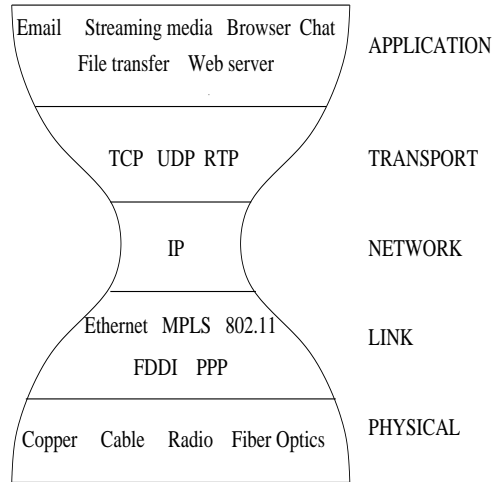 Email Streaming media Browser Chat
File transfer Web server
APPLICATION
TCP UDP RTP
TRANSPORT
IP
NETWORK
Ethernet MPLS 802.11
FDDI PPP
LINK
Copper Cable Radio Fiber Optics
PHYSICAL